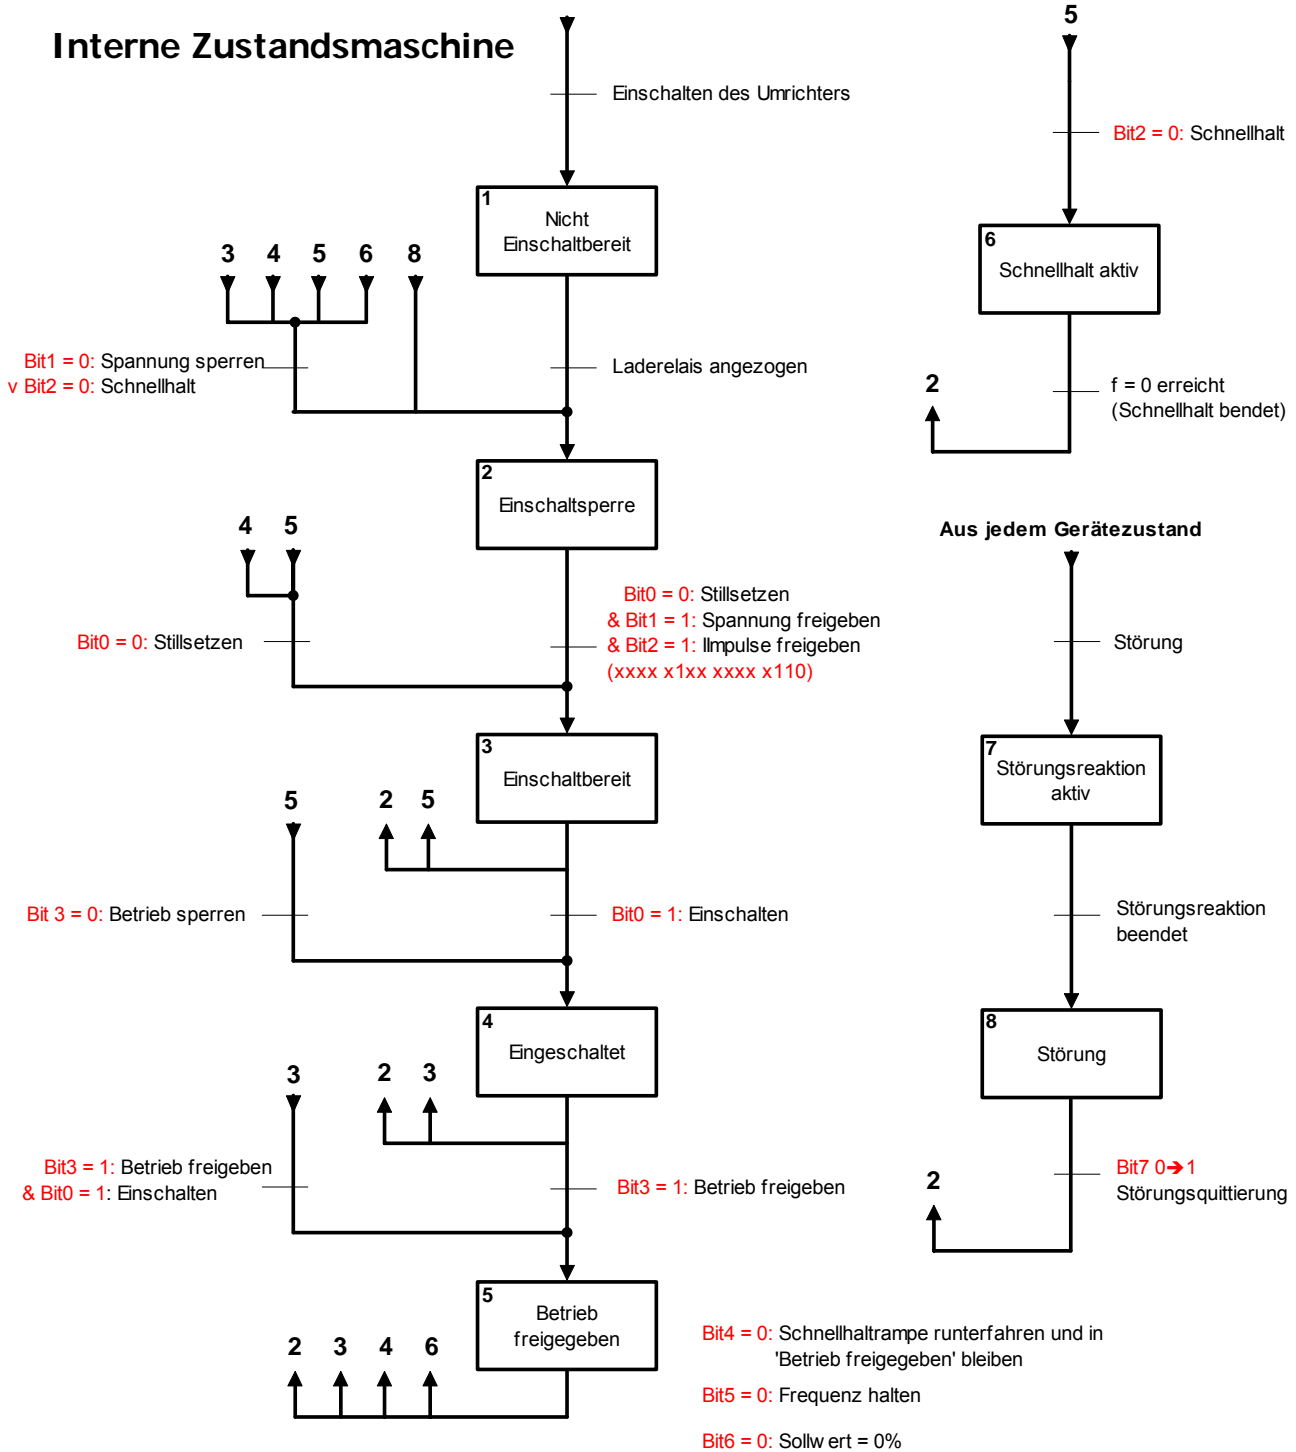 Interne Zustandsmaschine
Einschalten des Umrichters
1
Nicht
Einschaltbereit
3 4 5 6 8
Bit1 = 0: Spannung sperren
v Bit2 = 0: Schnellhalt
Laderelais angezogen
2
Einschaltsperre
4 5
Bit0 = 0: Stillsetzen
Bit0 = 0: Stillsetzen
& Bit1 = 1: Spannung freigeben
& Bit2 = 1: IImpulse freigeben
(xxxx x1xx xxxx x110)
3
Einschaltbereit
5
2 5
Bit 3 = 0: Betrieb sperren
Bit0 = 1: Einschalten
4
Eingeschaltet
3
2 3
Bit3 = 1: Betrieb freigeben
& Bit0 = 1: Einschalten
Bit3 = 1: Betrieb freigeben
5
Betrieb
freigegeben
2 3 4 6
5
Bit2 = 0: Schnellhalt
6
Schnellhalt aktiv
2
f = 0 erreicht
(Schnellhalt bendet)
Aus jedem Gerätezustand
Störung
7
Störungsreaktion
aktiv
Störungsreaktion
beendet
8
Störung
2
Bit7 0➔1
Störungsquittierung
Bit4 = 0: Schnellhaltrampe runterfahren und in
'Betrieb freigegeben' bleiben
Bit5 = 0: Frequenz halten
Bit6 = 0: Sollw ert = 0%